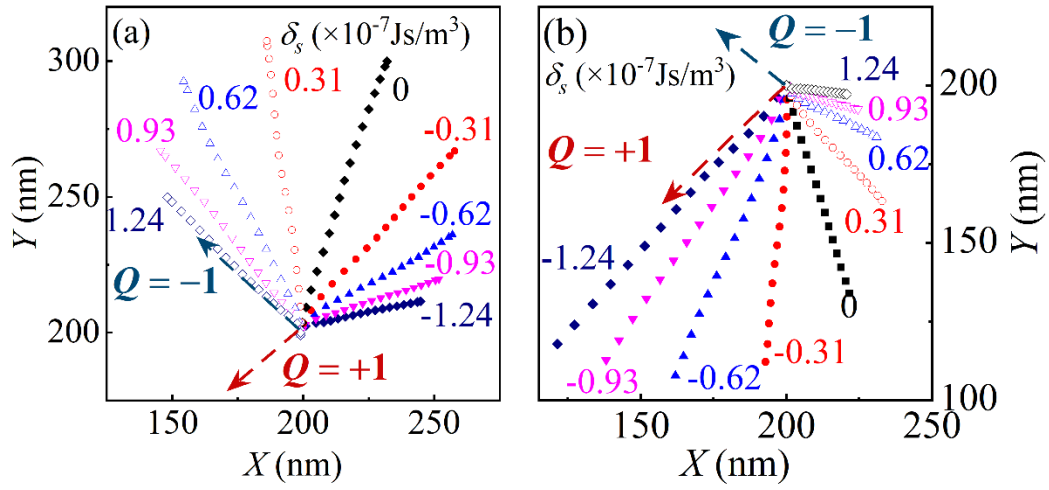 (a)
δs (×10-7Js/m3)
300
0.31
0
0.62
0.93
-0.31
250
1.24
-0.62
-0.93
Q = −1
-1.24
200
Q = +1
Y (nm)
150
200
250
X (nm)
(b)
Q = −1
δs (×10-7Js/m3)
1.24
200
0.93
0.62
Q = +1
0.31
-1.24
150
0
-0.31
-0.93
-0.62
100
Y (nm)
150
200
250
X (nm)